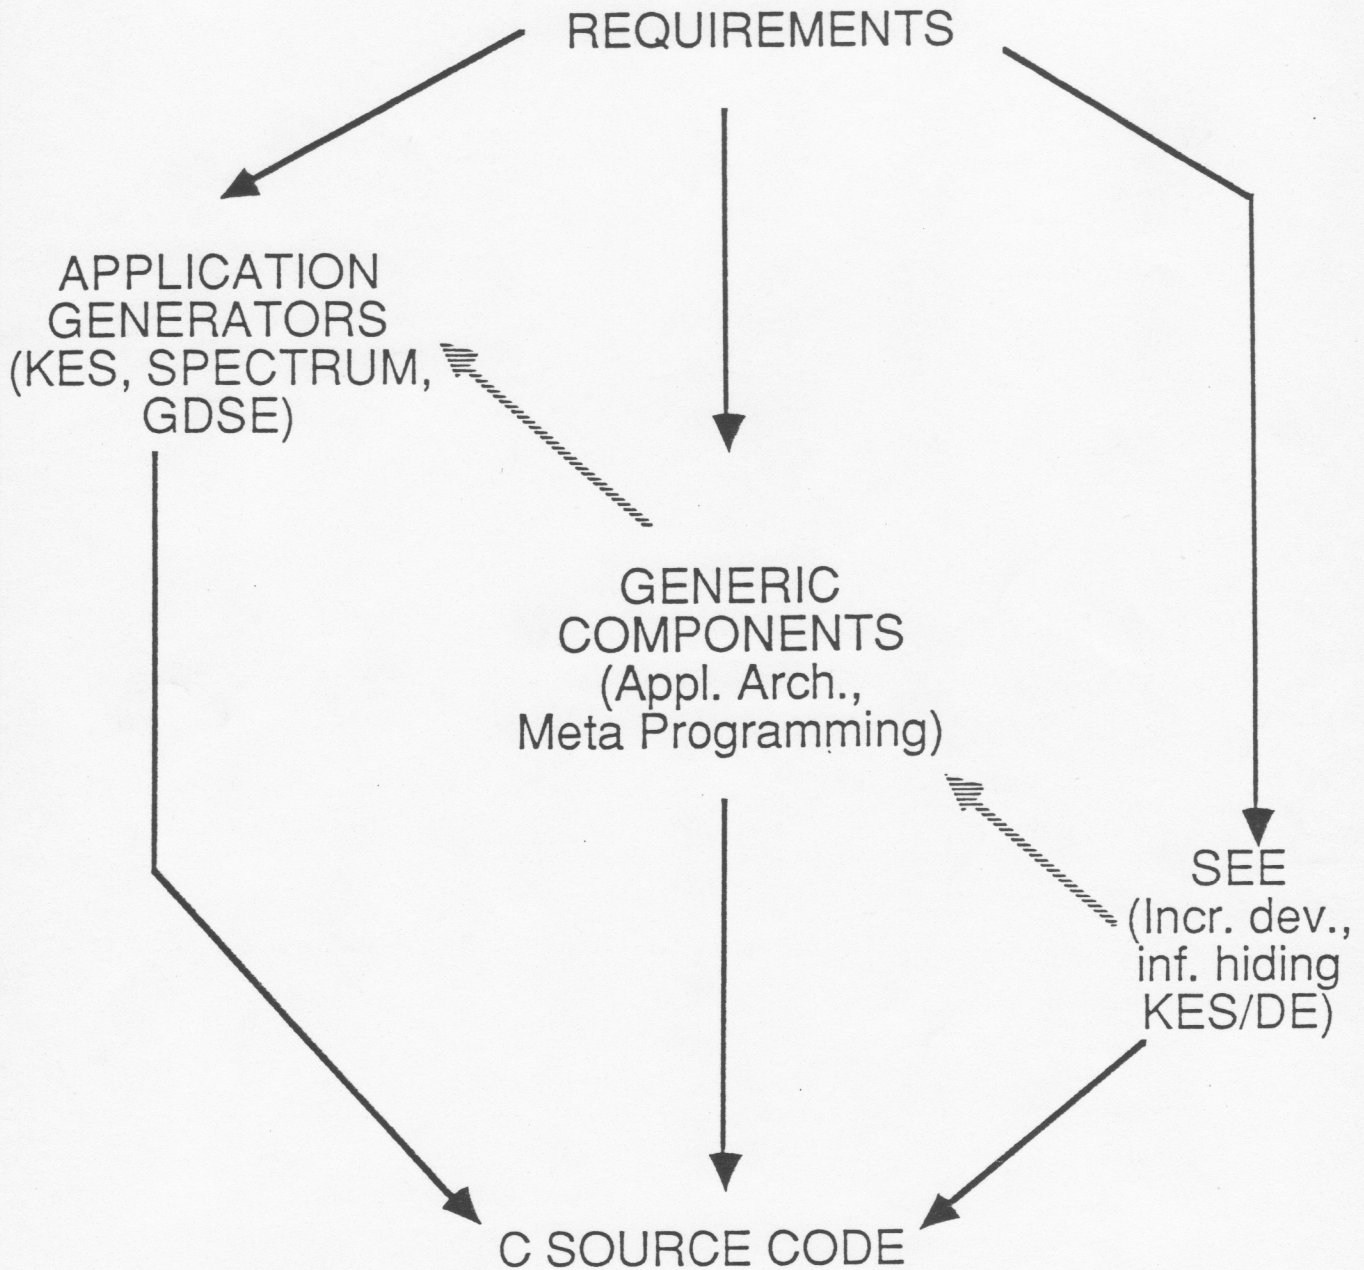 REQUIREMENTS
APPLICATION
GENERATORS
(KES, SPECTRUM,
GDSE)
GENERIC
COMPONENTS
(Appl. Arch.,
Meta Programming)
SEE
(Incr. dev.,
inf. hiding
KES/DE)
C SOURCE CODE